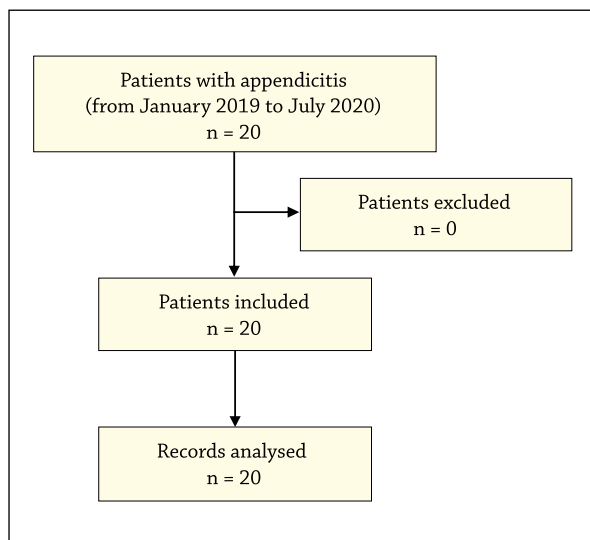 Patients with appendicitis
(from January 2019 to July 2020)
n = 20
Patients excluded
n = 0
Patients included
n = 20
Records analysed
n = 20